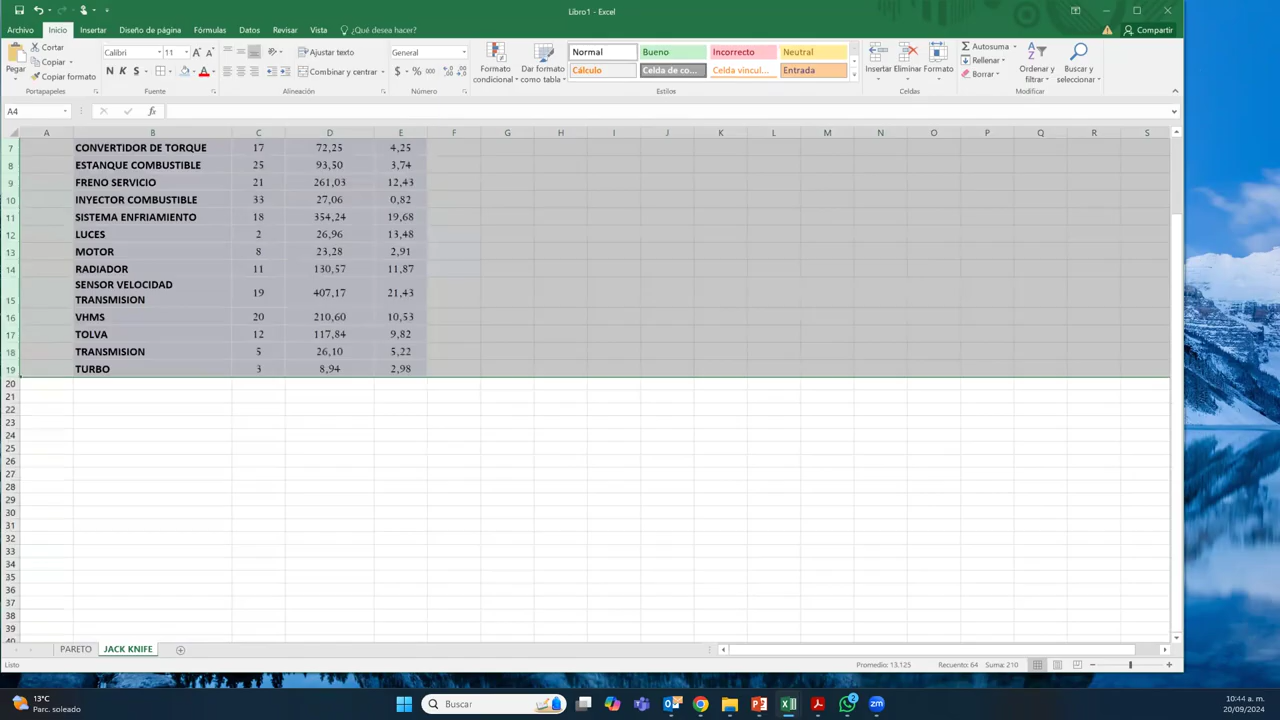 Libro1 - Excel
Archivo Inicio Insertar Diseño de página Fórmulas Datos Revisar Vista ¿Qué desea hacer? Compartir
Pegar Cortar Copiar Copiar formato
Calibri 11 N K S
Ajustar texto
Combinar y centrar
General
$ % 000
Formato condicional Dar formato como tabla
Normal Bueno Incorrecto Neutral
Cálculo Celda de co... Celda vincul... Entrada
Insertar Eliminar Formato
Autosuma Rellenar Borrar
Ordenar y filtrar Buscar y seleccionar
Portapapeles Fuente Alineación Número Estilos Celdas Modificar
A4 fx
A B C D E F G H I J K L M N O P Q R S
7 CONVERTIDOR DE TORQUE 17 72,25 4,25
8 ESTANQUE COMBUSTIBLE 25 93,50 3,74
9 FRENO SERVICIO 21 261,03 12,43
10 INYECTOR COMBUSTIBLE 33 27,06 0,82
11 SISTEMA ENFRIAMIENTO 18 354,24 19,68
12 LUCES 2 26,96 13,48
13 MOTOR 8 23,28 2,91
14 RADIADOR 11 130,57 11,87
15 SENSOR VELOCIDAD TRANSMISION 19 407,17 21,43
16 VHMS 20 210,60 10,53
17 TOLVA 12 117,84 9,82
18 TRANSMISION 5 26,10 5,22
19 TURBO 3 8,94 2,98
20
21
22
23
24
25
26
27
28
29
30
31
32
33
34
35
36
37
38
39
40
PARETO JACK KNIFE
Listo Promedio: 13.125 Recuento: 64 Suma: 210
13°C
Parc. soleado
Buscar
2
10:44 a. m.
20/09/2024